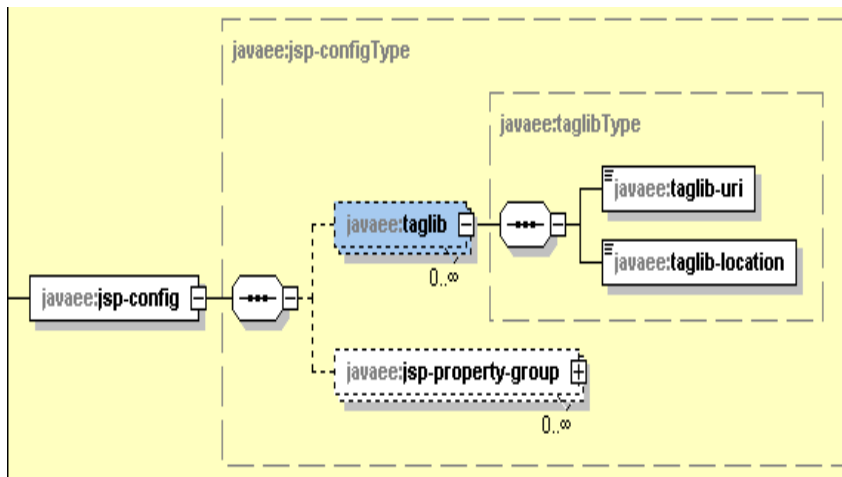 javaee:jsp-configType
javaee:taglibType
javaee:taglib-uri
javaee:taglib
0..∞
javaee:taglib-location
javaee:jsp-config
javaee:jsp-property-group
0..∞